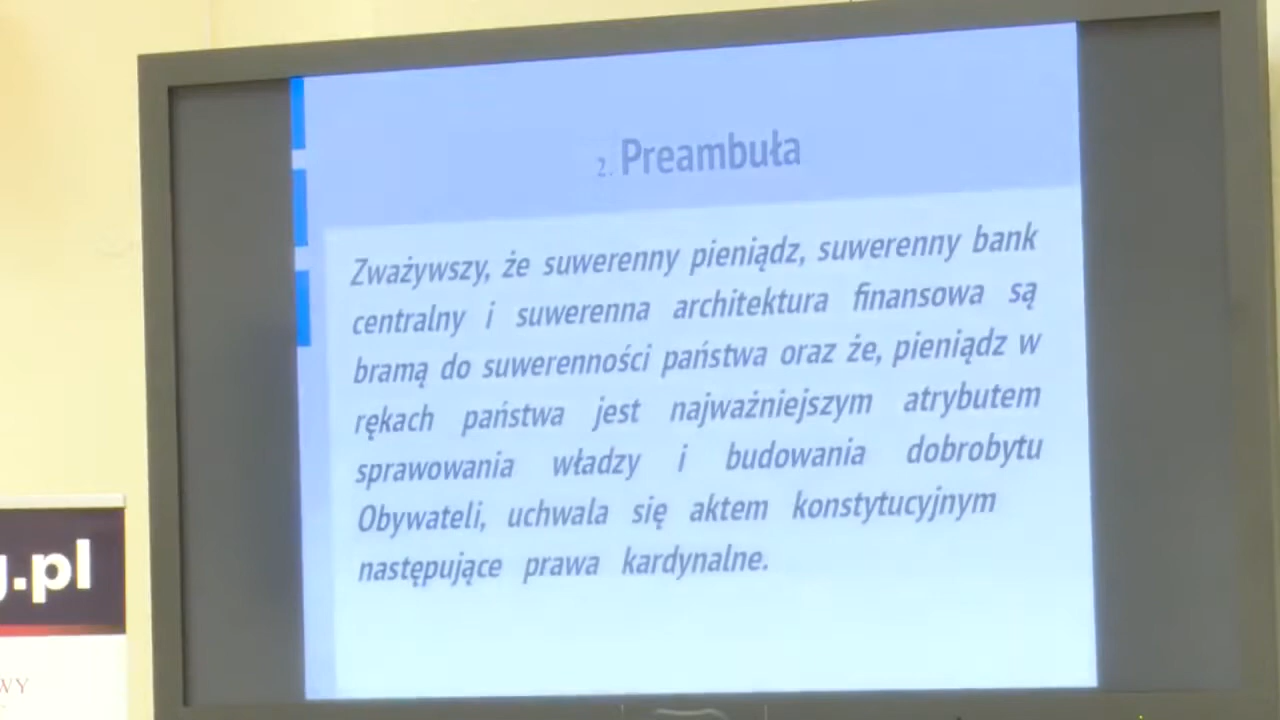 2. Preambuła
Zważywszy, że suwerenny pieniądz, suwerenny bank
centralny i suwerenna architektura finansowa są
bramą do suwerenności państwa oraz że, pieniądz w
rękach państwa jest najważniejszym atrybutem
sprawowania władzy i budowania dobrobytu
Obywateli, uchwala się aktem konstytucyjnym
następujące prawa kardynalne.
.pl
WY